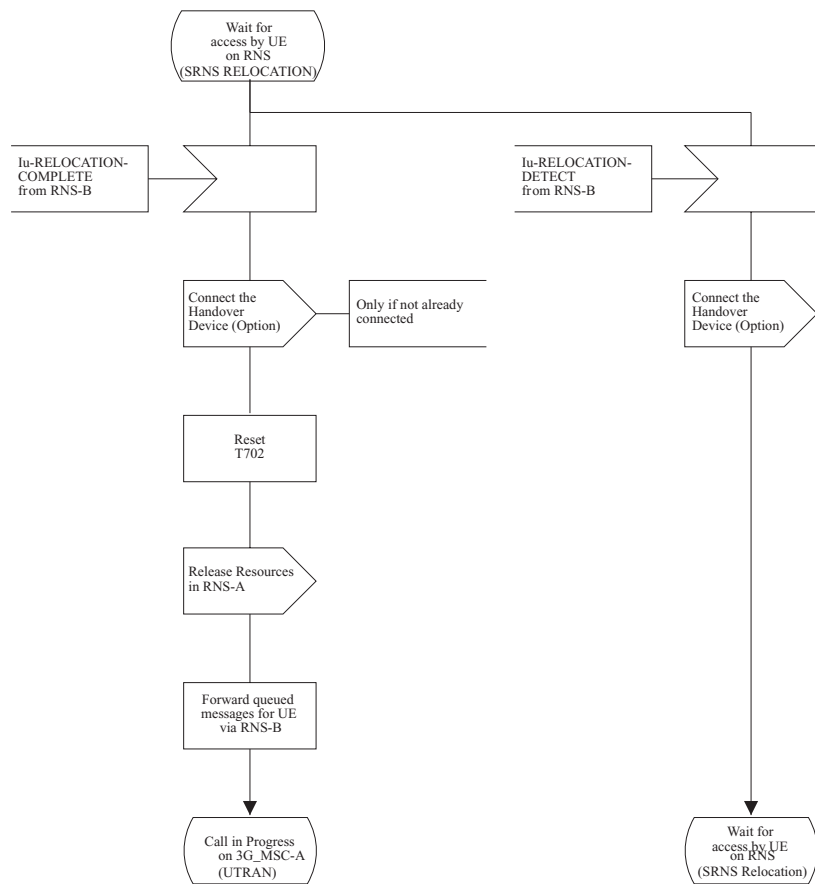 Wait for
access by UE
on RNS
(SRNS RELOCATION)
Iu-RELOCATION-
COMPLETE
from RNS-B
Iu-RELOCATION-
DETECT
from RNS-B
Connect the
Handover
Device (Option)
Only if not already
connected
Connect the
Handover
Device (Option)
Reset
T702
Release Resources
in RNS-A
Forward queued
messages for UE
via RNS-B
Call in Progress
on 3G_MSC-A
(UTRAN)
Wait for
access by UE
on RNS
(SRNS Relocation)